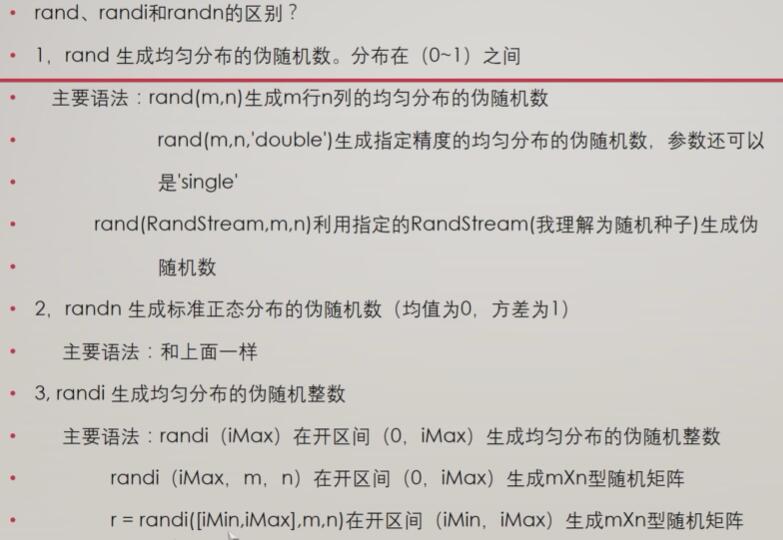 rand、randi和randn的区别？
1，rand 生成均匀分布的伪随机数。分布在（0~1）之间
主要语法：rand(m,n)生成m行n列的均匀分布的伪随机数
rand(m,n,'double')生成指定精度的均匀分布的伪随机数，参数还可以
是'single'
rand(RandStream,m,n)利用指定的RandStream(我理解为随机种子)生成伪
随机数
2，randn 生成标准正态分布的伪随机数（均值为0，方差为1）
主要语法：和上面一样
3, randi 生成均匀分布的伪随机整数
主要语法：randi（iMax）在开区间（0，iMax）生成均匀分布的伪随机整数
randi（iMax，m，n）在开区间（0，iMax）生成mXn型随机矩阵
r = randi([iMin,iMax],m,n)在开区间（iMin，iMax）生成mXn型随机矩阵